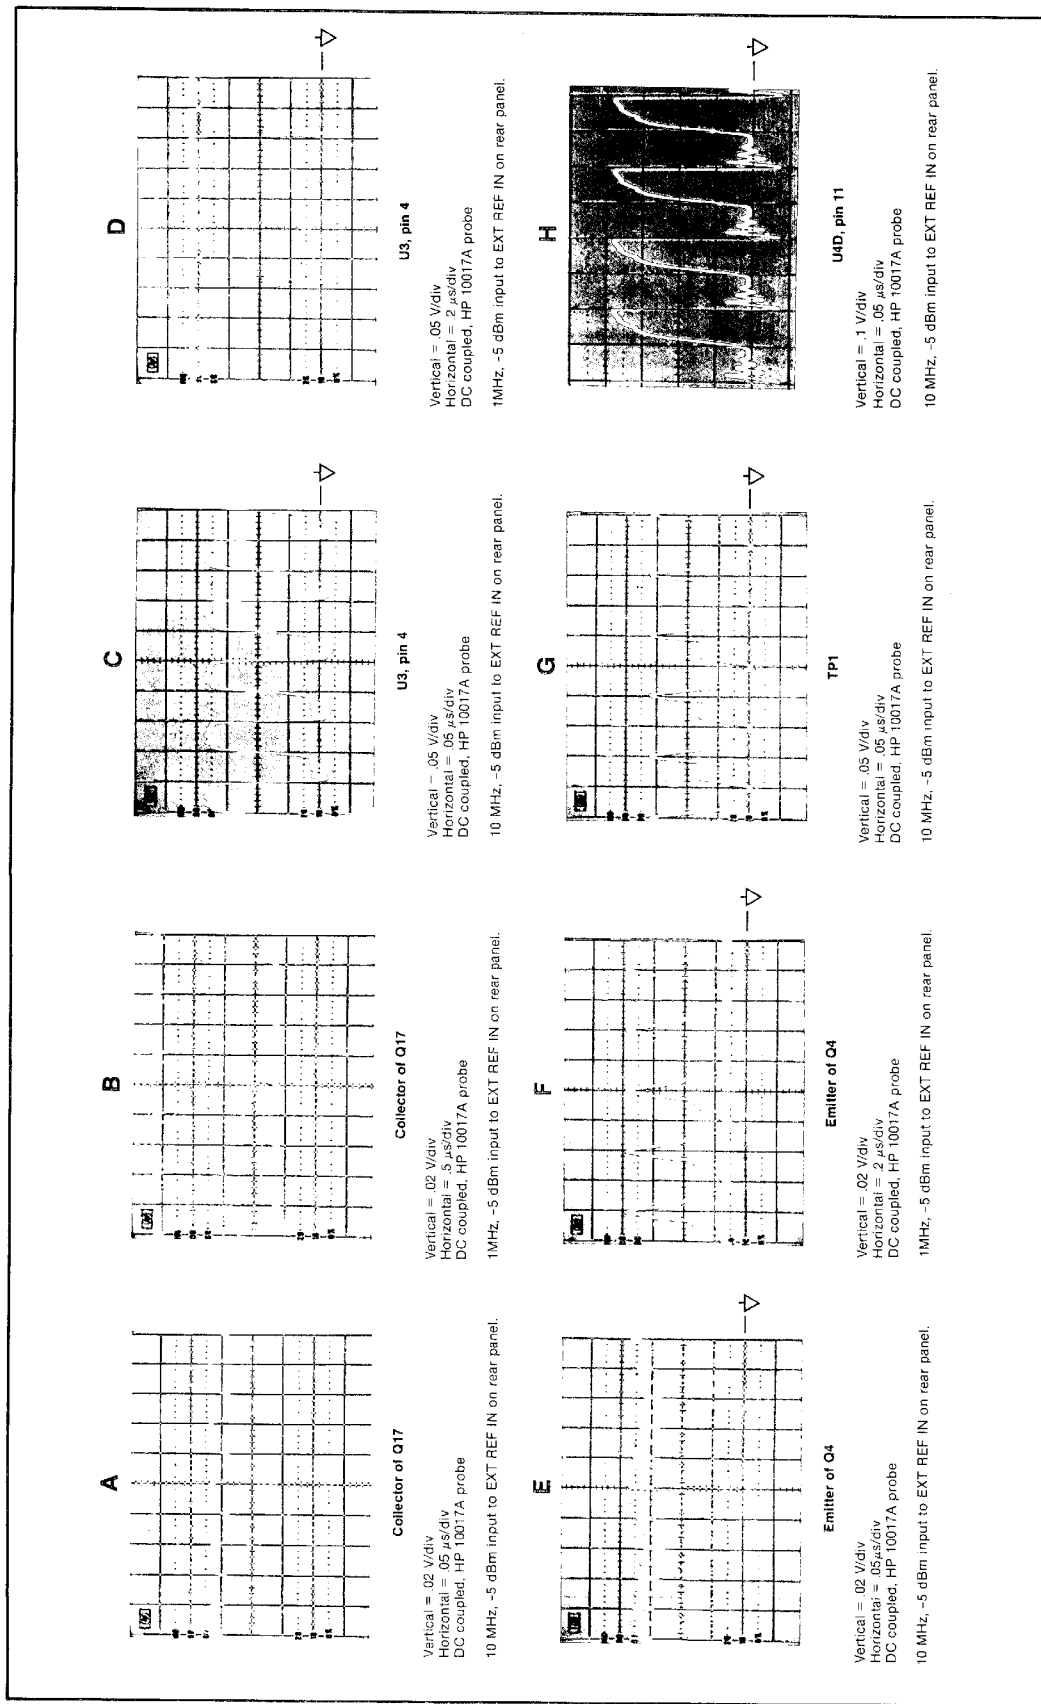 A
Collector of Q17
Vertical = .02 V/div
Horizontal = .05 μs/div
DC coupled, HP 10017A probe
10 MHz, -5 dBm input to EXT REF IN on rear panel.
B
Collector of Q17
Vertical = .02 V/div
Horizontal = .5 μs/div
DC coupled, HP 10017A probe
1MHz, -5 dBm input to EXT REF IN on rear panel.
C
U3, pin 4
Vertical = .05 V/div
Horizontal = .05 μs/div
DC coupled, HP 10017A probe
10 MHz, -5 dBm input to EXT REF IN on rear panel.
D
U3, pin 4
Vertical = .05 V/div
Horizontal = 2 μs/div
DC coupled, HP 10017A probe
1MHz, -5 dBm input to EXT REF IN on rear panel.
E
Emitter of Q4
Vertical = .02 V/div
Horizontal = .05μs/div
DC coupled, HP 10017A probe
10 MHz, -5 dBm input to EXT REF IN on rear panel.
F
Emitter of Q4
Vertical = .02 V/div
Horizontal = .2 μs/div
DC coupled, HP 10017A probe
1MHz, -5 dBm input to EXT REF IN on rear panel.
G
TP1
Vertical = .05 V/div
Horizontal = .05 μs/div
DC coupled, HP 10017A probe
10 MHz, -5 dBm input to EXT REF IN on rear panel.
H
U4D, pin 11
Vertical = .1 V/div
Horizontal = .05 μs/div
DC coupled, HP 10017A probe
10 MHz, -5 dBm input to EXT REF IN on rear panel.